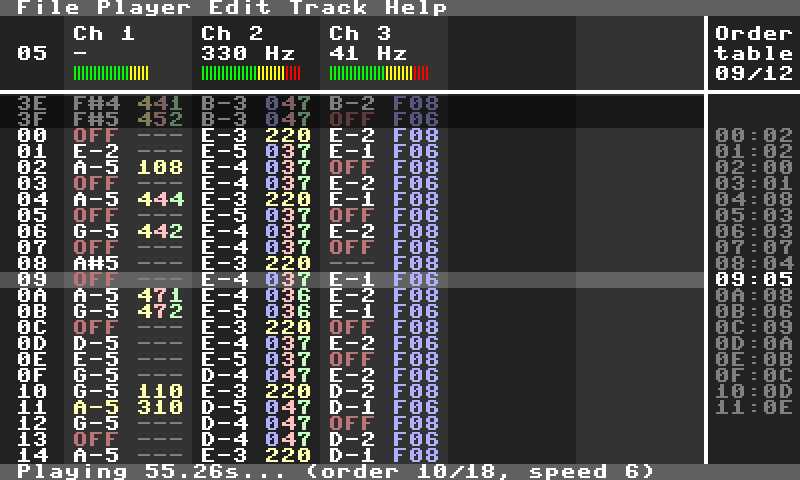 File Player Edit Track Help
Ch 1 Ch 2 Ch 3 Order
05 - 330 Hz 41 Hz table
09/12
3E F#4 441 B-3 047 B-2 F08
3F F#5 452 B-3 047 OFF F06
00 OFF --- E-3 220 E-2 F08 00:02
01 E-2 --- E-5 037 E-1 F06 01:02
02 A-5 108 E-4 037 OFF F08 02:00
03 OFF --- E-4 037 E-2 F06 03:01
04 A-5 444 E-3 220 E-1 F08 04:08
05 OFF --- E-5 037 OFF F06 05:03
06 G-5 442 E-4 037 E-2 F08 06:03
07 OFF --- E-4 037 OFF F06 07:07
08 A#5 --- E-3 220 --- F08 08:04
09 OFF --- E-4 037 E-1 F06 09:05
0A A-5 471 E-4 036 E-2 F08 0A:08
0B G-5 472 E-5 036 E-1 F06 0B:06
0C OFF --- E-3 220 OFF F08 0C:09
0D D-5 --- E-4 037 E-2 F06 0D:0A
0E E-5 --- E-5 037 OFF F08 0E:0B
0F G-5 --- D-4 047 E-2 F06 0F:0C
10 G-5 110 E-3 220 D-2 F08 10:0D
11 A-5 310 D-5 047 D-1 F06 11:0E
12 G-5 --- D-4 047 OFF F08
13 OFF --- D-4 047 D-2 F06
14 A-5 --- E-3 220 D-1 F08
Playing 55.26s... (order 10/18, speed 6)